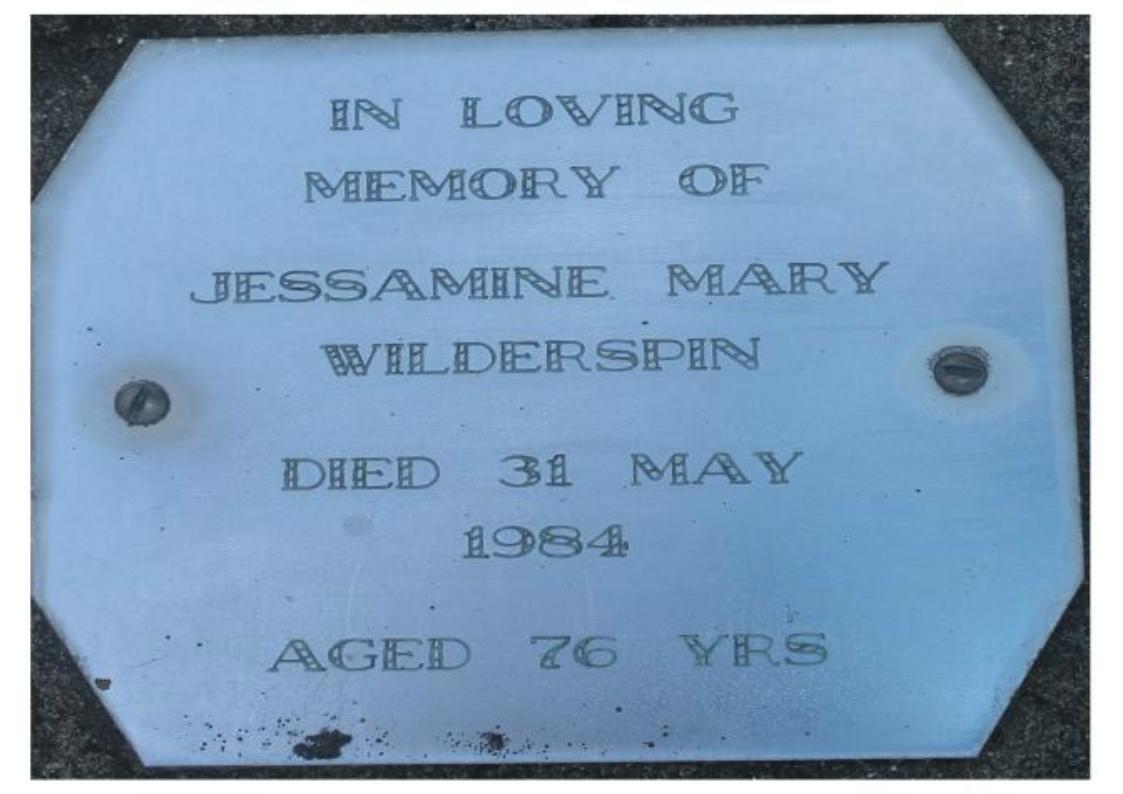 IN LOVING
MEMORY OF
JESSAMINE MARY
WILDERSPIN
DIED 31 MAY
1984
AGED 76 YRS